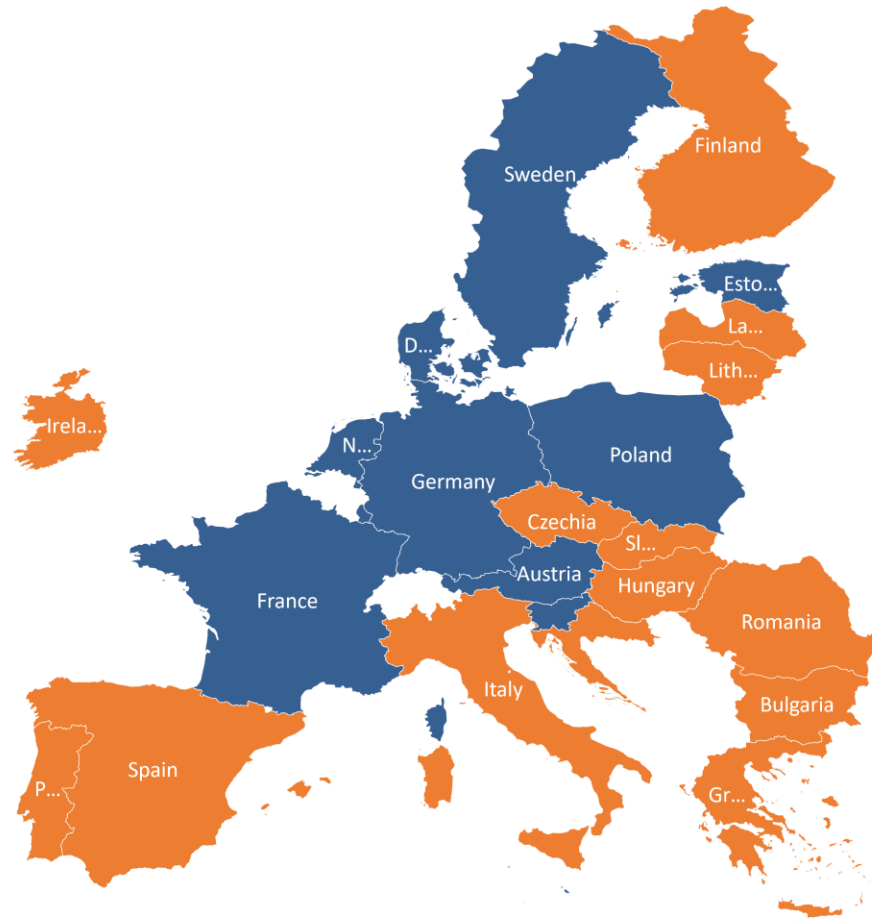 Finland
Sweden
Esto...
La...
D...
Lith...
Irela...
N...
Poland
Germany
Czechia
Sl...
Austria
Hungary
France
Romania
Italy
Bulgaria
Spain
P...
Gr...